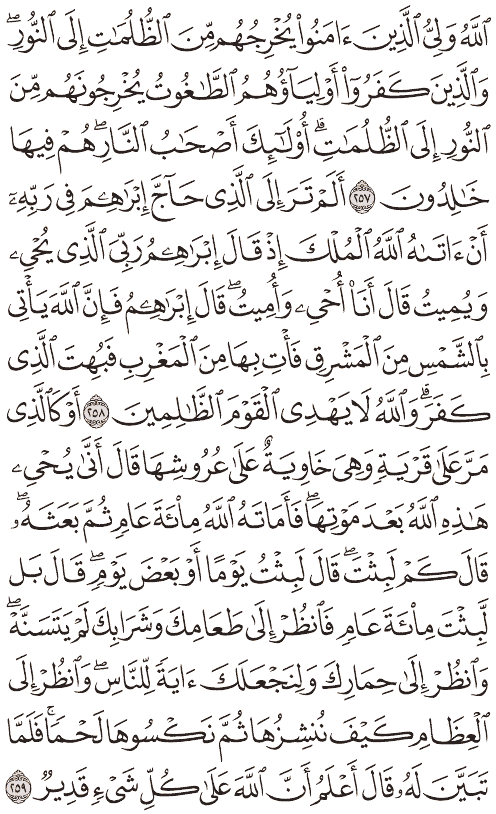 ٱللَّهُ وَلِىُّ ٱلَّذِينَ ءَامَنُوا۟ يُخْرِجُهُم مِّنَ ٱلظُّلُمَٰتِ إِلَى ٱلنُّورِ ۖ
وَٱلَّذِينَ كَفَرُوٓا۟ أَوْلِيَآؤُهُمُ ٱلطَّٰغُوتُ يُخْرِجُونَهُم مِّنَ
ٱلنُّورِ إِلَى ٱلظُّلُمَٰتِ ۗ أُو۟لَٰٓئِكَ أَصْحَٰبُ ٱلنَّارِ ۖ هُمْ فِيهَا
خَٰلِدُونَ ٢٥٧ أَلَمْ تَرَ إِلَى ٱلَّذِى حَآجَّ إِبْرَٰهِۦمَ فِى رَبِّهِۦٓ
أَنْ ءَاتَىٰهُ ٱللَّهُ ٱلْمُلْكَ إِذْ قَالَ إِبْرَٰهِۦمُ رَبِّىَ ٱلَّذِى يُحْىِۦ
وَيُمِيتُ قَالَ أَنَا۠ أُحْىِۦ وَأُمِيتُ ۖ قَالَ إِبْرَٰهِۦمُ فَإِنَّ ٱللَّهَ يَأْتِى
بِٱلشَّمْسِ مِنَ ٱلْمَشْرِقِ فَأْتِ بِهَا مِنَ ٱلْمَغْرِبِ فَبُهِتَ ٱلَّذِى
كَفَرَ ۗ وَٱللَّهُ لَا يَهْدِى ٱلْقَوْمَ ٱلظَّٰلِمِينَ ٢٥٨ أَوْ كَٱلَّذِى
مَرَّ عَلَىٰ قَرْيَةٍ وَهِىَ خَاوِيَةٌ عَلَىٰ عُرُوشِهَا قَالَ أَنَّىٰ يُحْىِۦ
هَٰذِهِ ٱللَّهُ بَعْدَ مَوْتِهَا ۖ فَأَمَاتَهُ ٱللَّهُ مِا۟ئَةَ عَامٍ ثُمَّ بَعَثَهُۥ ۖ
قَالَ كَمْ لَبِثْتَ ۖ قَالَ لَبِثْتُ يَوْمًا أَوْ بَعْضَ يَوْمٍ ۖ قَالَ بَل
لَّبِثْتَ مِا۟ئَةَ عَامٍ فَٱنظُرْ إِلَىٰ طَعَامِكَ وَشَرَابِكَ لَمْ يَتَسَنَّهْ ۖ
وَٱنظُرْ إِلَىٰ حِمَارِكَ وَلِنَجْعَلَكَ ءَايَةً لِّلنَّاسِ ۖ وَٱنظُرْ إِلَى
ٱلْعِظَامِ كَيْفَ نُنشِزُهَا ثُمَّ نَكْسُوهَا لَحْمًا ۚ فَلَمَّا
تَبَيَّنَ لَهُۥ قَالَ أَعْلَمُ أَنَّ ٱللَّهَ عَلَىٰ كُلِّ شَىْءٍ قَدِيرٌ ٢٥٩